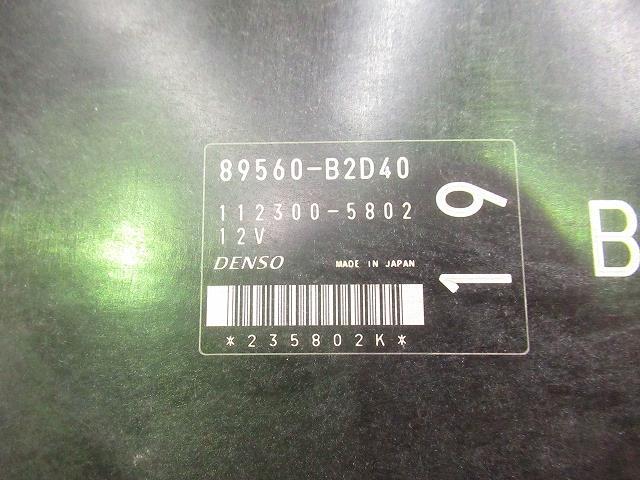 89560-B2D40
112300-5802
12V
DENSO MADE IN JAPAN
*235802K*
19
B